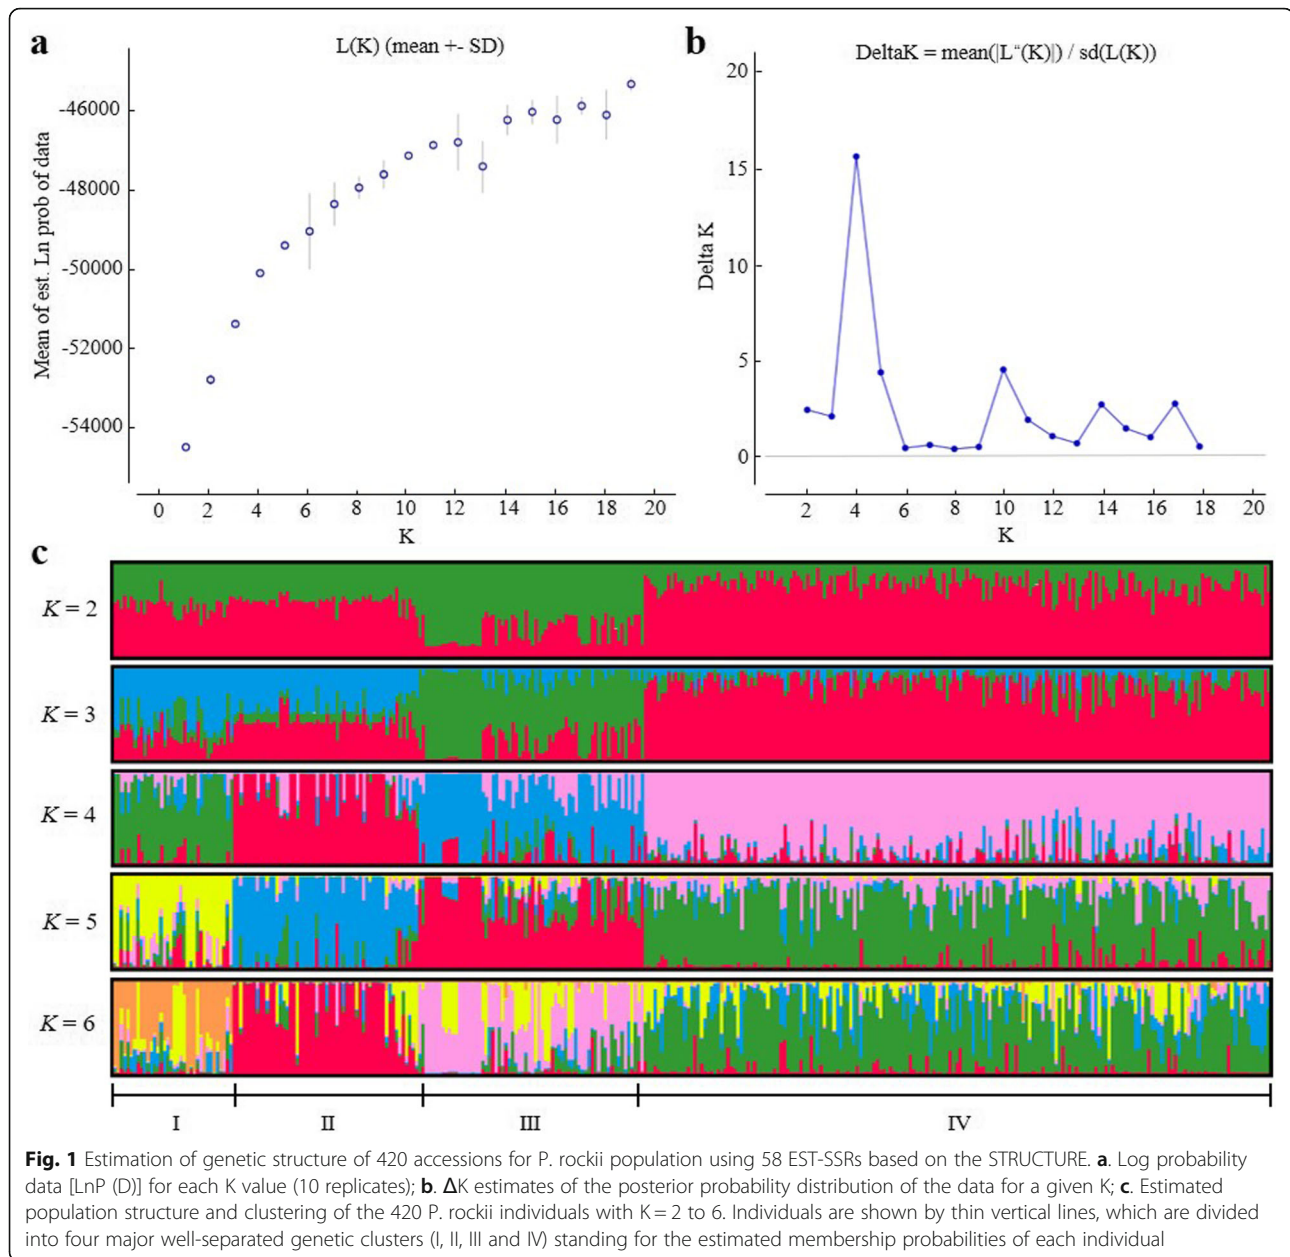 a
L(K) (mean +- SD)
Mean of est. Ln prob of data
-46000
-48000
-50000
-52000
-54000
0 2 4 6 8 10 12 14 16 18 20
K
b
DeltaK = mean(|L“(K)|) / sd(L(K))
Delta K
20
15
10
5
0
2 4 6 8 10 12 14 16 18 20
K
c
K = 2
K = 3
K = 4
K = 5
K = 6
I II III IV
Fig. 1 Estimation of genetic structure of 420 accessions for P. rockii population using 58 EST-SSRs based on the STRUCTURE. a. Log probability
data [LnP (D)] for each K value (10 replicates); b. ΔK estimates of the posterior probability distribution of the data for a given K; c. Estimated
population structure and clustering of the 420 P. rockii individuals with K = 2 to 6. Individuals are shown by thin vertical lines, which are divided
into four major well-separated genetic clusters (I, II, III and IV) standing for the estimated membership probabilities of each individual